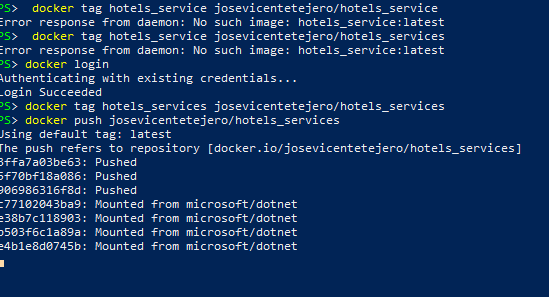 PS>  docker tag hotels_service josevicentetejero/hotels_service
Error response from daemon: No such image: hotels_service:latest
PS>  docker tag hotels_service josevicentetejero/hotels_services
Error response from daemon: No such image: hotels_service:latest
PS> docker login
Authenticating with existing credentials...
Login Succeeded
PS> docker tag hotels_services josevicentetejero/hotels_services
PS> docker push josevicentetejero/hotels_services
Using default tag: latest
The push refers to repository [docker.io/josevicentetejero/hotels_services]
3ffa7a03be63: Pushed
5f70bf18a086: Pushed
906986316f8d: Pushed
c77102043ba9: Mounted from microsoft/dotnet
e38b7c118903: Mounted from microsoft/dotnet
b503f6c1a89a: Mounted from microsoft/dotnet
e4b1e8d0745b: Mounted from microsoft/dotnet